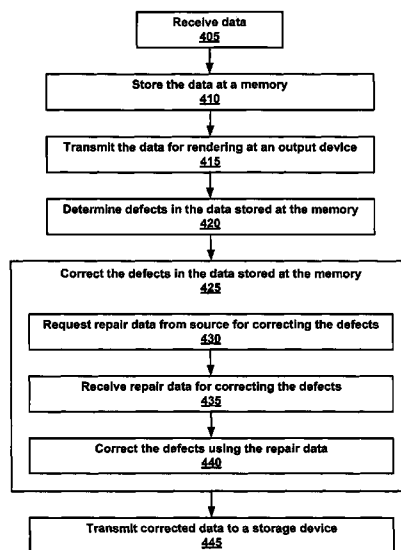 Receive data
405
Store the data at a memory
410
Transmit the data for rendering at an output device
415
Determine defects in the data stored at the memory
420
Correct the defects in the data stored at the memory
425
Request repair data from source for correcting the defects
430
Receive repair data for correcting the defects
435
Correct the defects using the repair data
440
Transmit corrected data to a storage device
445